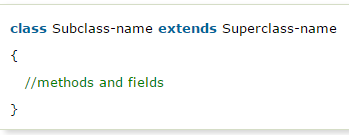 class Subclass-name extends Superclass-name
{
//methods and fields
}